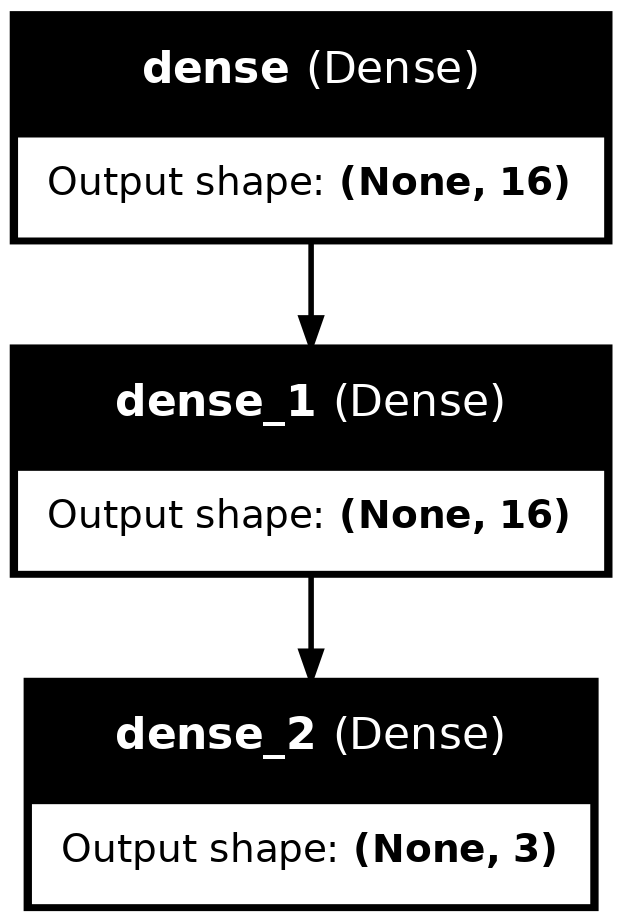 dense (Dense)
Output shape: (None, 16)
dense_1 (Dense)
Output shape: (None, 16)
dense_2 (Dense)
Output shape: (None, 3)